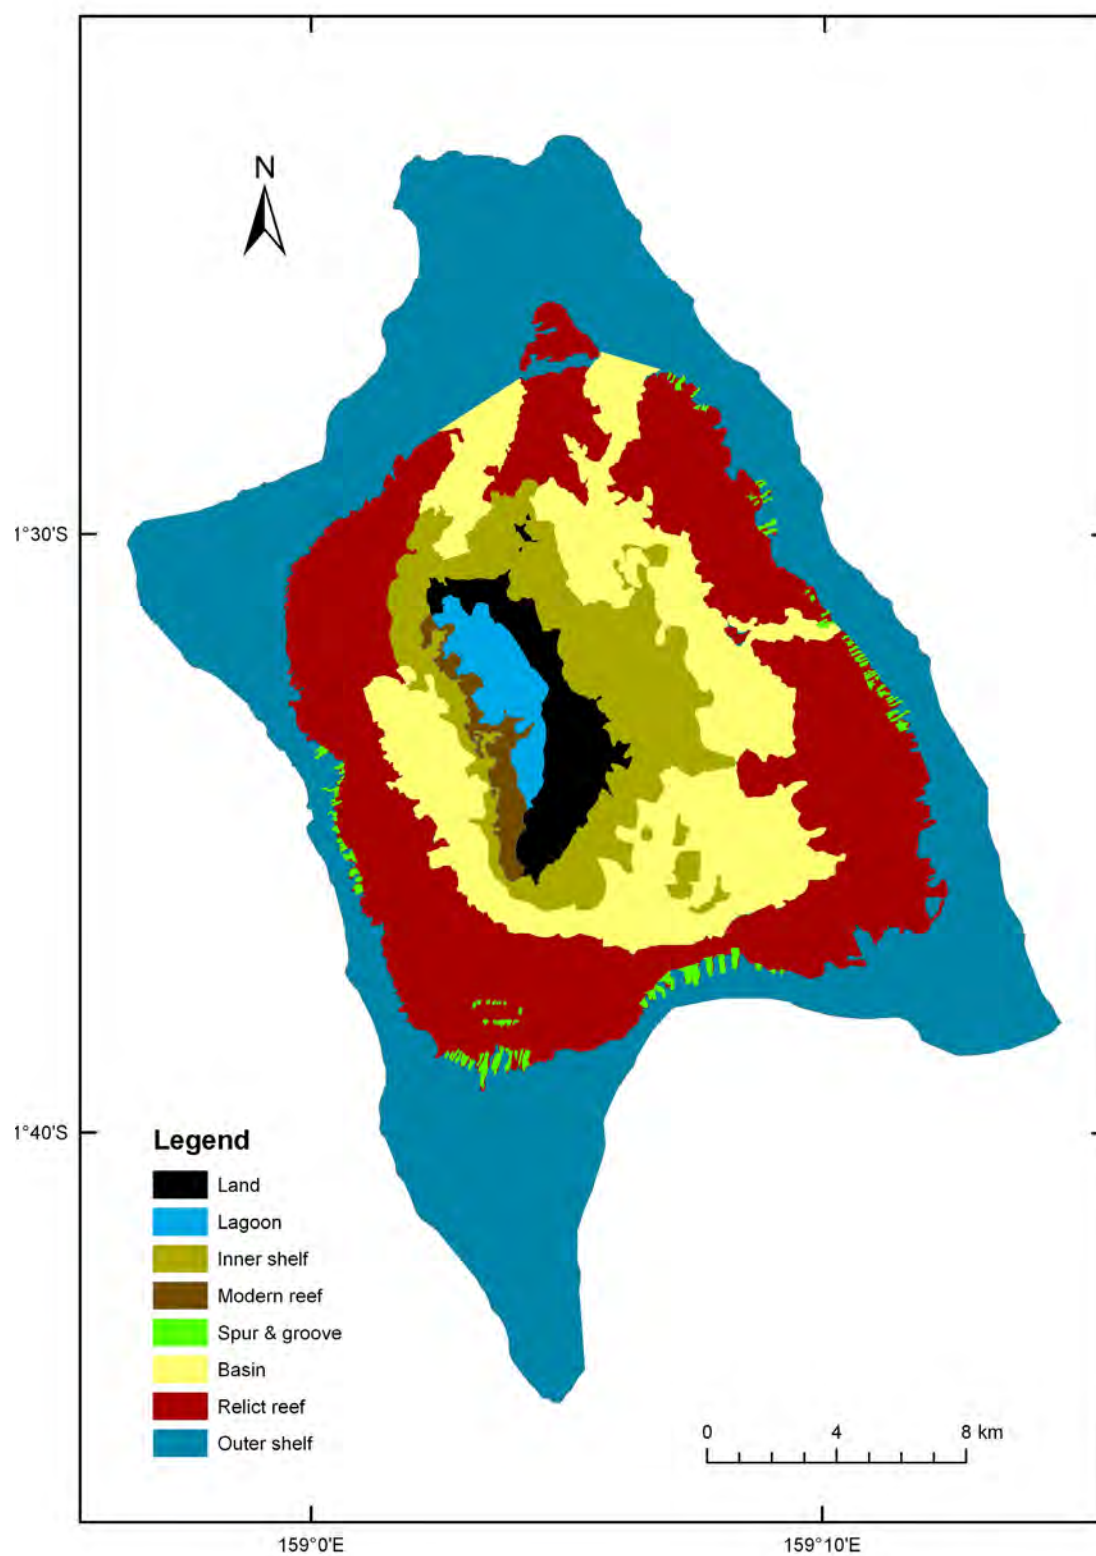 N
1°30'S
1°40'S
Legend
Land
Lagoon
Inner shelf
Modern reef
Spur & groove
Basin
Relict reef
Outer shelf
0 4 8 km
159°0'E 159°10'E